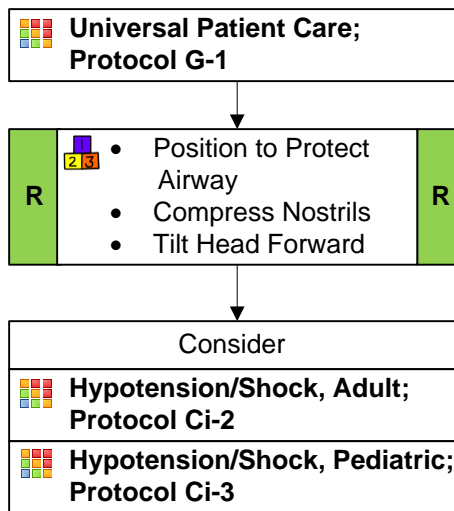 Universal Patient Care;
Protocol G-1
R
1
2 3
• Position to Protect
Airway
• Compress Nostrils
• Tilt Head Forward
R
Consider
Hypotension/Shock, Adult;
Protocol Ci-2
Hypotension/Shock, Pediatric;
Protocol Ci-3